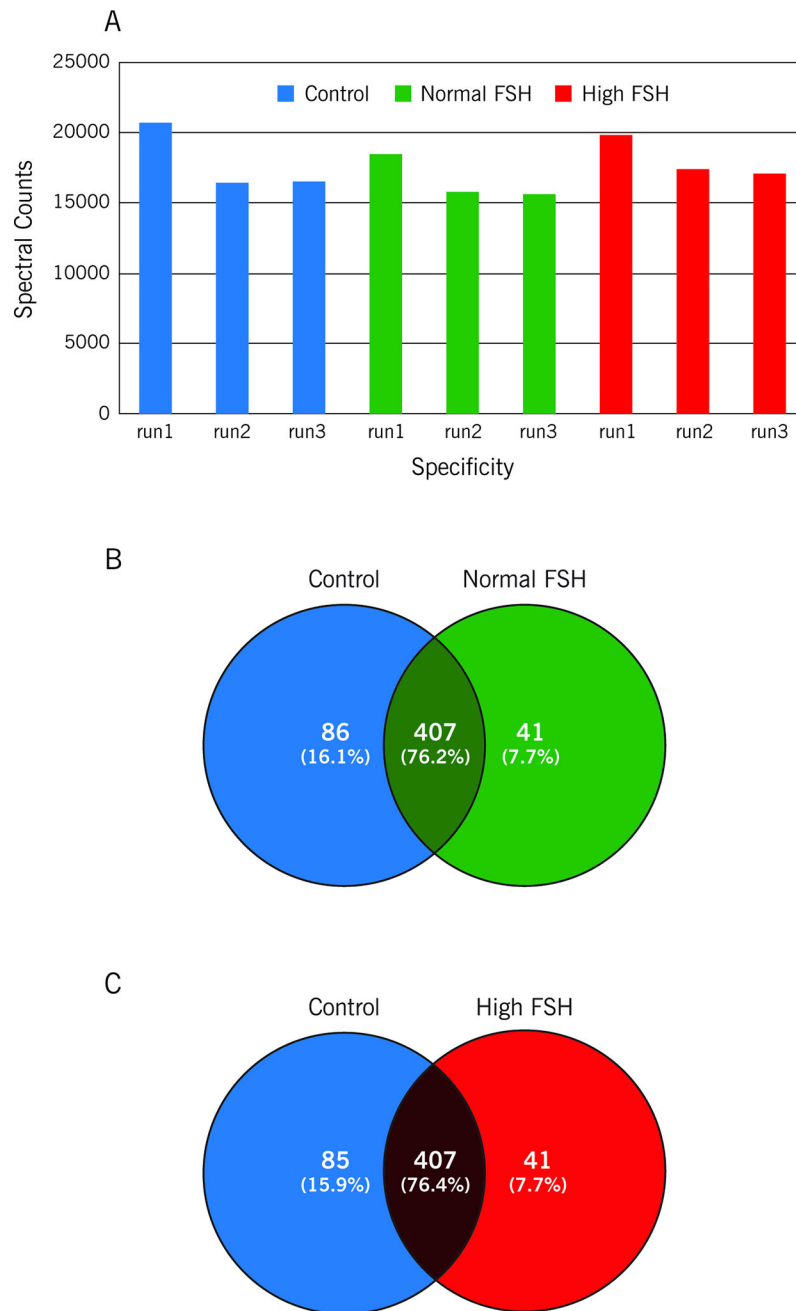 A
25000
20000
15000
10000
5000
0
Spectral Counts
Control Normal FSH High FSH
run1 run2 run3 run1 run2 run3 run1 run2 run3
Specificity
B
Control Normal FSH
86 407 41
(16.1%) (76.2%) (7.7%)
C
Control High FSH
85 407 41
(15.9%) (76.4%) (7.7%)